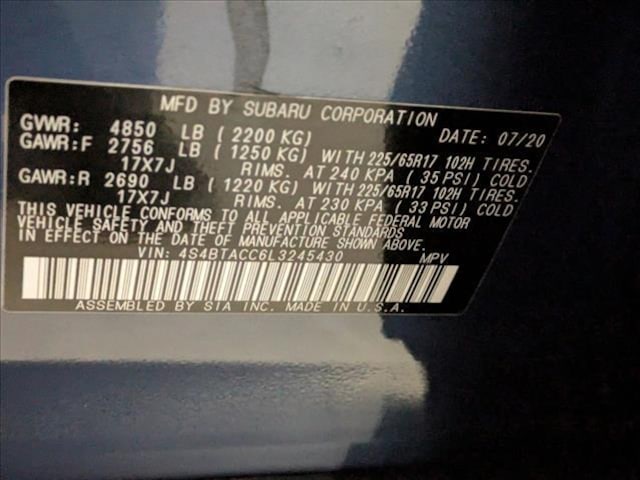 MFD BY SUBARU CORPORATION
GVWR: 4850 LB ( 2200 KG) DATE: 07/20
GAWR:F 2756 LB ( 1250 KG) WITH 225/65R17 102H TIRES.
17X7J RIMS. AT 240 KPA ( 35 PSI) COLD
GAWR:R 2690 LB ( 1220 KG) WITH 225/65R17 102H TIRES.
17X7J RIMS. AT 230 KPA ( 33 PSI) COLD
THIS VEHICLE CONFORMS TO ALL APPLICABLE FEDERAL MOTOR
VEHICLE SAFETY AND THEFT PREVENTION STANDARDS
IN EFFECT ON THE DATE OF MANUFACTURE SHOWN ABOVE.
VIN: 4S4BTACC6L3245430 MPV
ASSEMBLED BY SIA INC. MADE IN U.S.A.